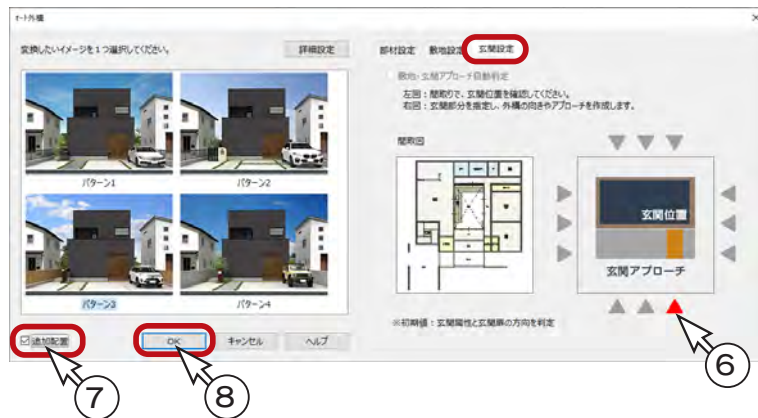 オート外構
変換したいイメージを1つ選択してください。
詳細設定
部材設定 敷地設定 玄関設定
敷地・玄関アプローチ自動判定
左図：間取りで、玄関位置を確認してください。
右図：玄関部分を指定し、外構の向きやアプローチを作成します。
間取図
パターン1
パターン2
玄関位置
玄関アプローチ
パターン3
パターン4
※初期値：玄関属性と玄関扉の方向を判定
追加配置
OK
キャンセル
ヘルプ
⑥
⑦
⑧